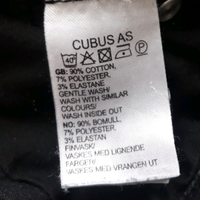 CUBUS AS
40°
P
GB: 90% COTTON,
7% POLYESTER,
3% ELASTANE
GENTLE WASH/
WASH WITH SIMILAR
COLOURS/
WASH INSIDE OUT
NO: 90% BOMULL,
7% POLYESTER,
3% ELASTANE
FINVASK/
VASKES MED LIGNENDE
FARGER/
VASKES MED VRANGEN UT